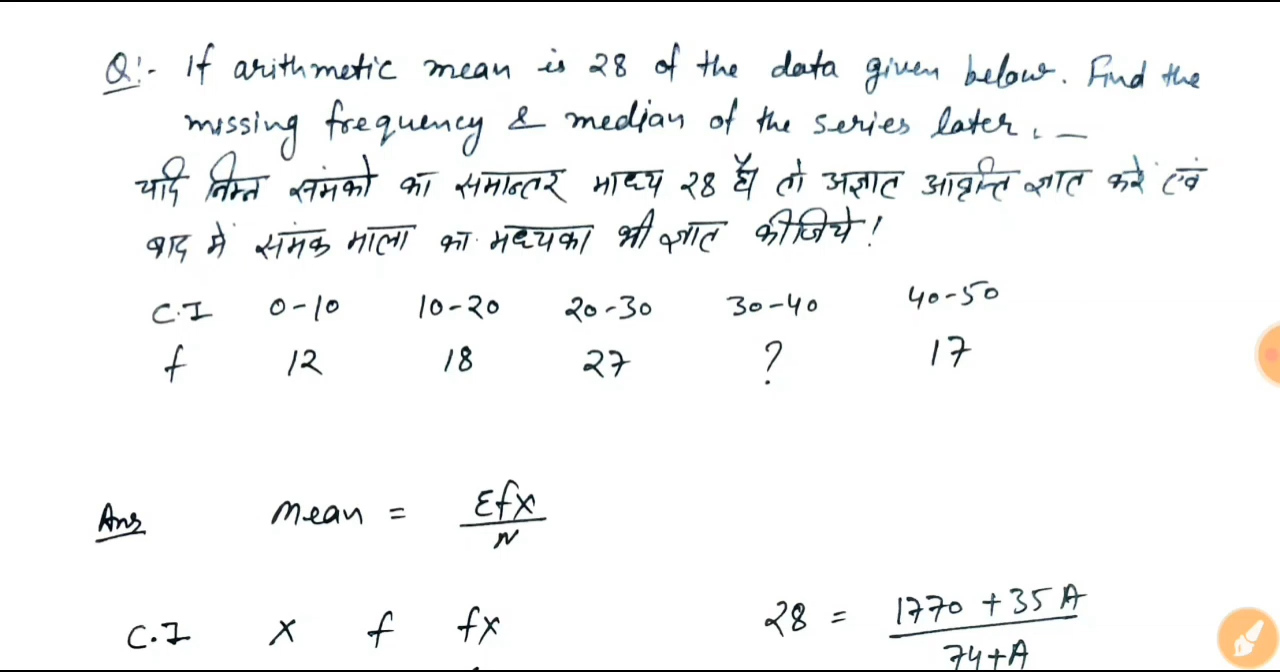 Q:- If arithmetic mean is 28 of the data given below. Find the
missing frequency & median of the series later. —
यदि निम्न समंको का समान्तर माध्य 28 है तो अज्ञात आवृत्ति ज्ञात करें एवं
बाद में समंक माला का मध्यका भी ज्ञात कीजिये!
C.I 0-10 10-20 20-30 30-40 40-50
f 12 18 27 ? 17
Ans mean = Σfx/N
C.I x f fx 28 = 1770 + 35A / 74+A